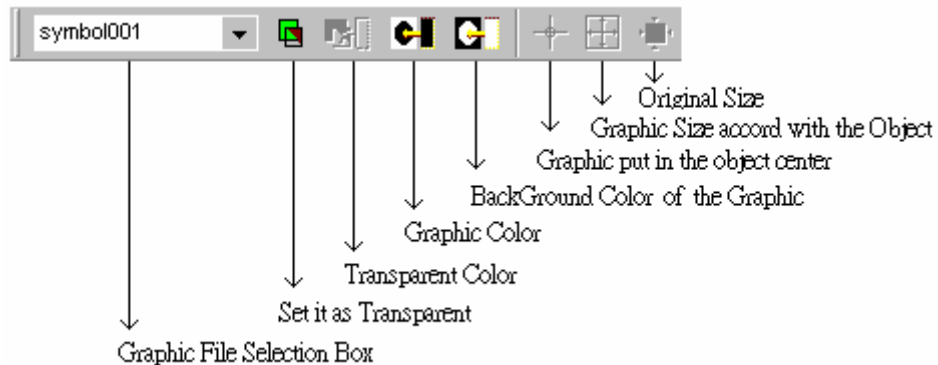 symbol001
Original Size
Graphic Size accord with the Object
Graphic put in the object center
BackGround Color of the Graphic
Graphic Color
Transparent Color
Set it as Transparent
Graphic File Selection Box